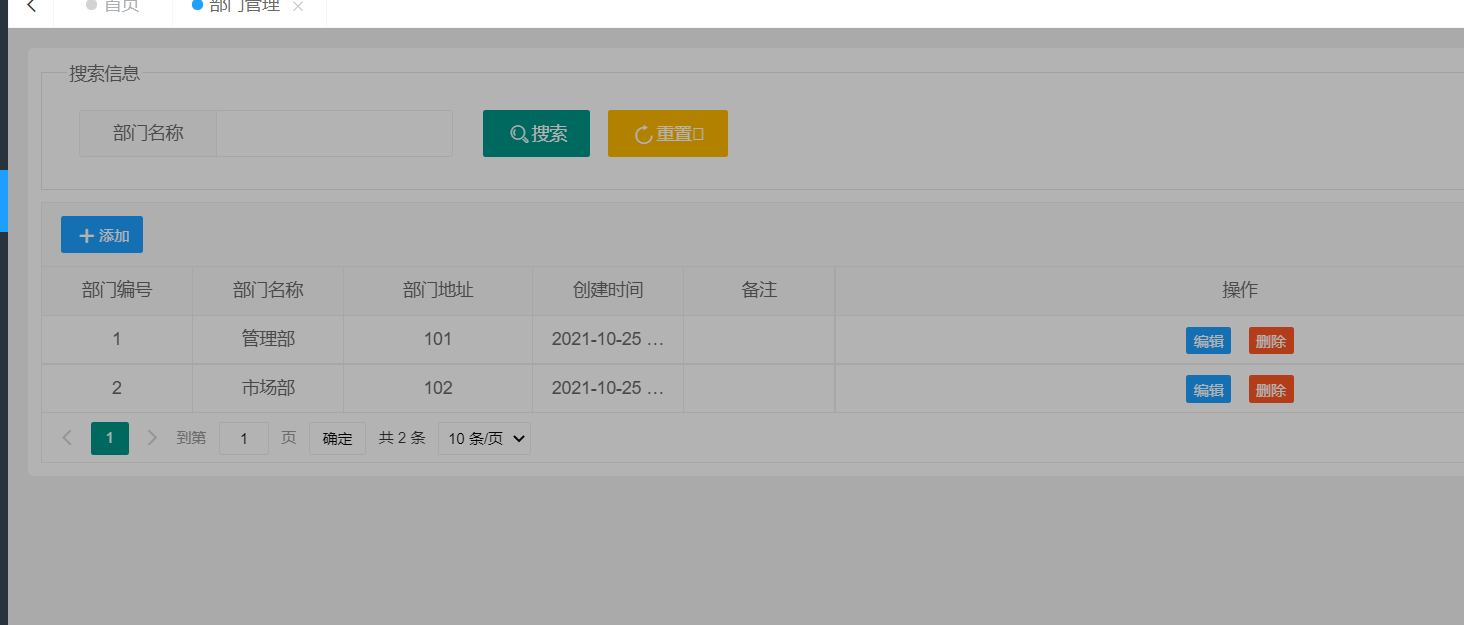 首页 部门管理
搜索信息
部门名称 搜索 重置
添加
部门编号 部门名称 部门地址 创建时间 备注 操作
1 管理部 101 2021-10-25 … 编辑 删除
2 市场部 102 2021-10-25 … 编辑 删除
1 到第 1 页 确定 共 2 条 10 条/页